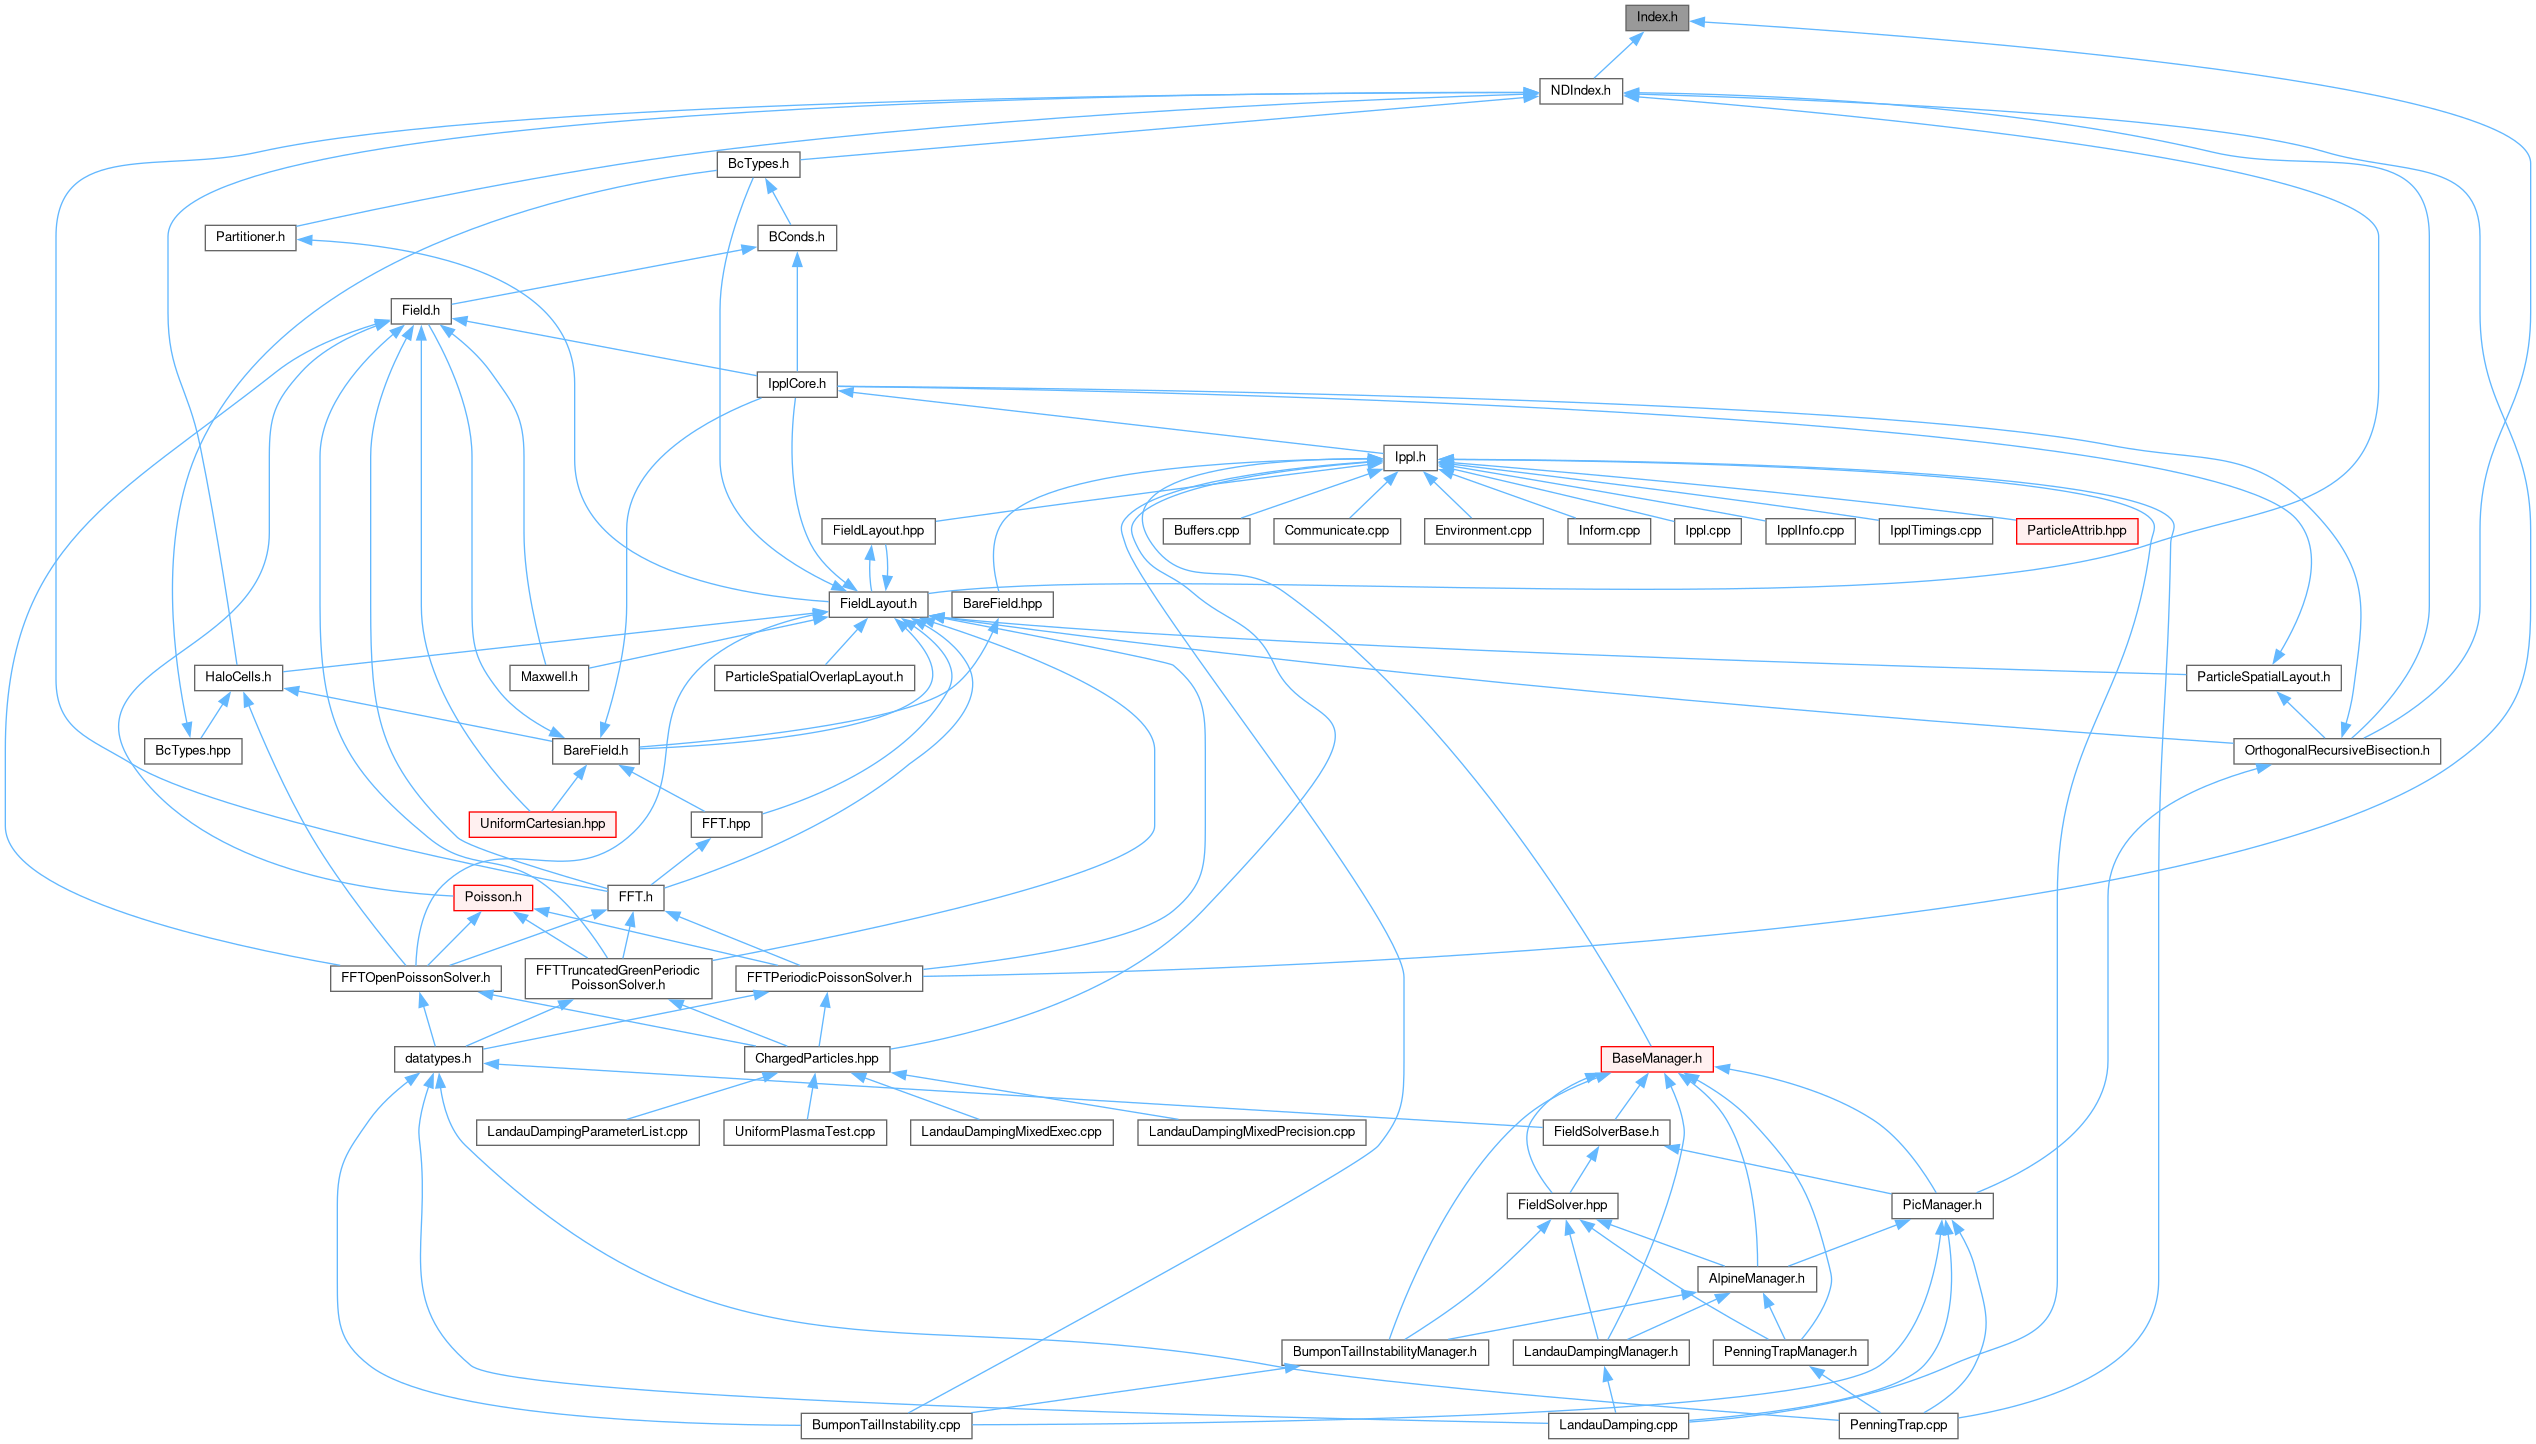 Index.h
NDIndex.h
BcTypes.h
Partitioner.h
BConds.h
Field.h
IpplCore.h
Ippl.h
FieldLayout.hpp
Buffers.cpp
Communicate.cpp
Environment.cpp
Inform.cpp
Ippl.cpp
IpplInfo.cpp
IpplTimings.cpp
ParticleAttrib.hpp
FieldLayout.h
BareField.hpp
HaloCells.h
Maxwell.h
ParticleSpatialOverlapLayout.h
ParticleSpatialLayout.h
BcTypes.hpp
BareField.h
OrthogonalRecursiveBisection.h
UniformCartesian.hpp
FFT.hpp
Poisson.h
FFT.h
FFTOpenPoissonSolver.h
FFTTruncatedGreenPeriodic
PoissonSolver.h
FFTPeriodicPoissonSolver.h
datatypes.h
ChargedParticles.hpp
BaseManager.h
LandauDampingParameterList.cpp
UniformPlasmaTest.cpp
LandauDampingMixedExec.cpp
LandauDampingMixedPrecision.cpp
FieldSolverBase.h
FieldSolver.hpp
PicManager.h
AlpineManager.h
BumponTailInstabilityManager.h
LandauDampingManager.h
PenningTrapManager.h
BumponTailInstability.cpp
LandauDamping.cpp
PenningTrap.cpp